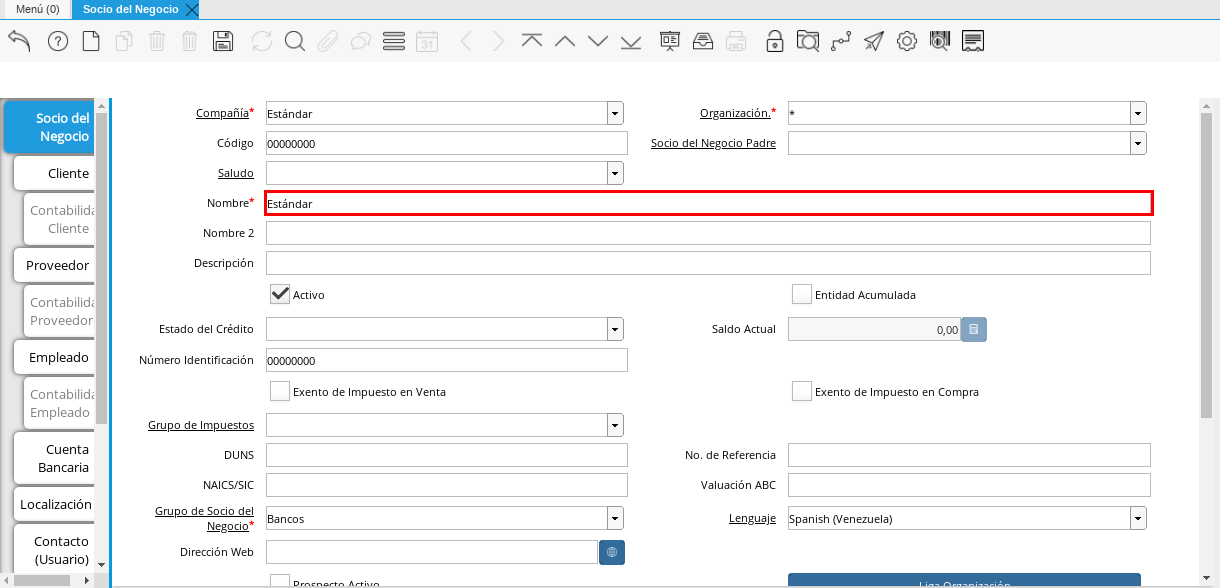 Menú (0)
Socio del Negocio
31
Socio del
Negocio
Cliente
Contabilida
Cliente
Proveedor
Contabilida
Proveedor
Empleado
Contabilida
Empleado
Cuenta
Bancaria
Localización
Contacto
(Usuario)
Compañía* Estándar Organización.* *
Código 00000000 Socio del Negocio Padre
Saludo
Nombre* Estándar
Nombre 2
Descripción
Activo Entidad Acumulada
Estado del Crédito Saldo Actual 0,00
Número Identificación 00000000
Exento de Impuesto en Venta Exento de Impuesto en Compra
Grupo de Impuestos
DUNS No. de Referencia
NAICS/SIC Valuación ABC
Grupo de Socio del
Negocio* Bancos Lenguaje Spanish (Venezuela)
Dirección Web
Prospecto Activo Liga Organización